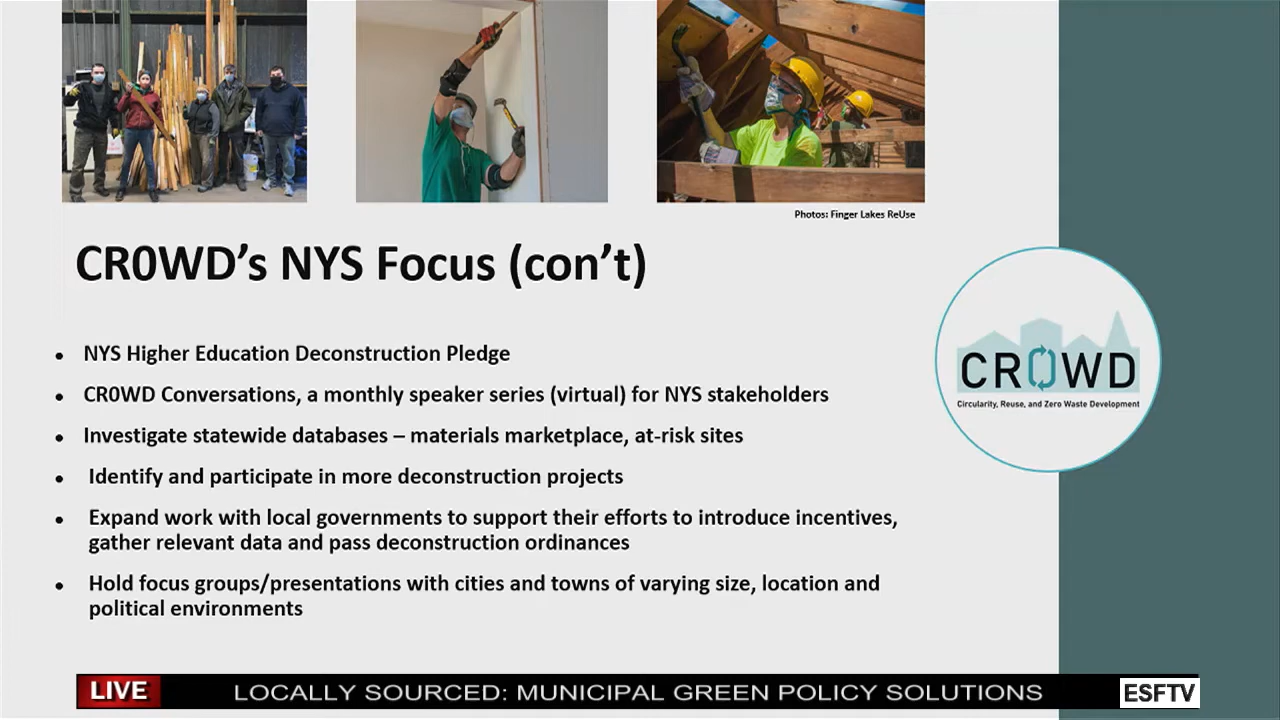 Photos: Finger Lakes ReUse
CR0WD's NYS Focus (con't)
• NYS Higher Education Deconstruction Pledge
• CR0WD Conversations, a monthly speaker series (virtual) for NYS stakeholders
• Investigate statewide databases – materials marketplace, at-risk sites
• Identify and participate in more deconstruction projects
• Expand work with local governments to support their efforts to introduce incentives,
gather relevant data and pass deconstruction ordinances
• Hold focus groups/presentations with cities and towns of varying size, location and
political environments
CR0WD
Circularity, Reuse, and Zero Waste Development
LIVE LOCALLY SOURCED: MUNICIPAL GREEN POLICY SOLUTIONS ESFTV